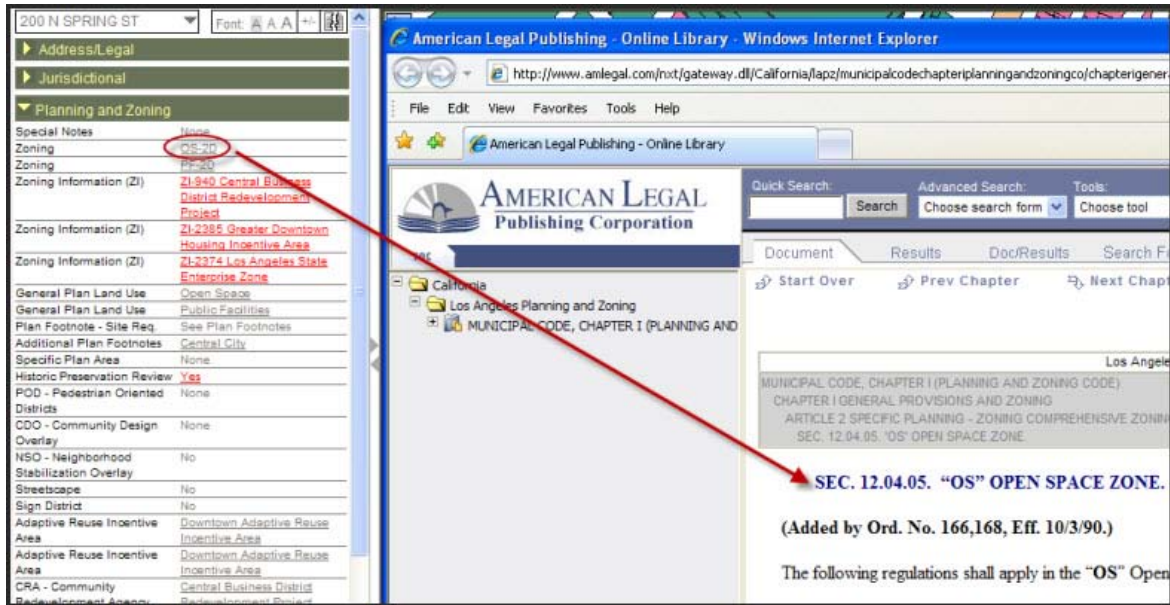 200 N SPRING ST
Font: A A A +/-
Address/Legal
Jurisdictional
Planning and Zoning
Special Notes None
Zoning OS-2D
Zoning PF-2D
Zoning Information (ZI) ZI-940 Central Business
District Redevelopment
Project
Zoning Information (ZI) ZI-2385 Greater Downtown
Housing Incentive Area
Zoning Information (ZI) ZI-2374 Los Angeles State
Enterprise Zone
General Plan Land Use Open Space
General Plan Land Use Public Facilities
Plan Footnote - Site Req. See Plan Footnotes
Additional Plan Footnotes Central City
Specific Plan Area None
Historic Preservation Review Yes
POD - Pedestrian Oriented None
Districts
CDO - Community Design None
Overlay
NSO - Neighborhood No
Stabilization Overlay
Streetscape No
Sign District No
Adaptive Reuse Incentive Downtown Adaptive Reuse
Area Incentive Area
Adaptive Reuse Incentive Downtown Adaptive Reuse
Area Incentive Area
CRA - Community Central Business District
Redevelopment Agency Redevelopment Project
American Legal Publishing - Online Library - Windows Internet Explorer
http://www.amlegal.com/nxt/gateway.dll/California/lapz/municipalcodechapteriplanningandzoningco/chapterigener
File Edit View Favorites Tools Help
American Legal Publishing - Online Library
AMERICAN LEGAL
Publishing Corporation
California
Los Angeles Planning and Zoning
MUNICIPAL CODE, CHAPTER I (PLANNING AND
Quick Search: Advanced Search: Tools:
Search Choose search form Choose tool
Document Results Doc/Results Search
Start Over Prev Chapter Next Chapt
Los Angele
MUNICIPAL CODE, CHAPTER I (PLANNING AND ZONING CODE)
CHAPTER I GENERAL PROVISIONS AND ZONING
ARTICLE 2 SPECIFIC PLANNING - ZONING COMPREHENSIVE ZONIN
SEC. 12.04.05. 'OS' OPEN SPACE ZONE.
SEC. 12.04.05. “OS” OPEN SPACE ZONE.
(Added by Ord. No. 166,168, Eff. 10/3/90.)
The following regulations shall apply in the “OS” Open